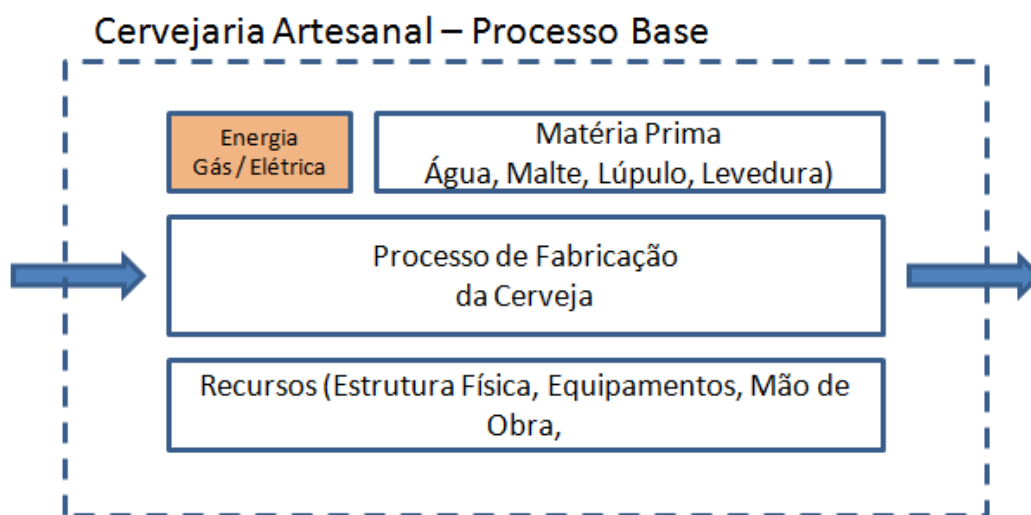 Cervejaria Artesanal – Processo Base
Energia
Gás / Elétrica
Matéria Prima
Água, Malte, Lúpulo, Levedura)
Processo de Fabricação
da Cerveja
Recursos (Estrutura Física, Equipamentos, Mão de
Obra,